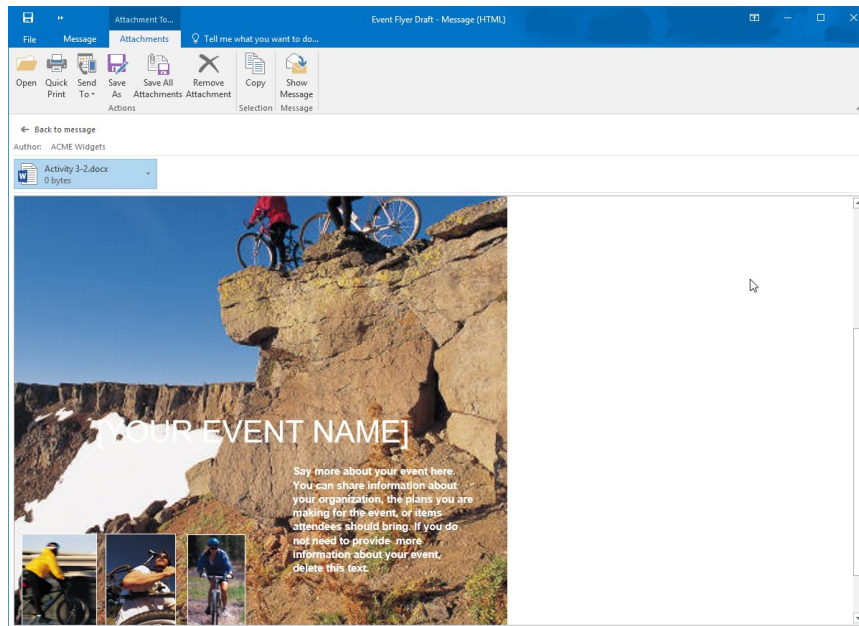 Attachment To...
Event Flyer Draft - Message (HTML)
File Message Attachments Tell me what you want to do...
Open
Quick Print
Send To
Save As
Save All Attachments
Remove Attachment
Copy
Show Message
Actions Selection Message
Back to message
Author: ACME Widgets
Activity 3-2.docx
0 bytes
[YOUR EVENT NAME]
Say more about your event here.
You can share information about
your organization, the plans you are
making for the event, or items
attendees should bring. If you do
not need to provide more
information about your event,
delete this text.